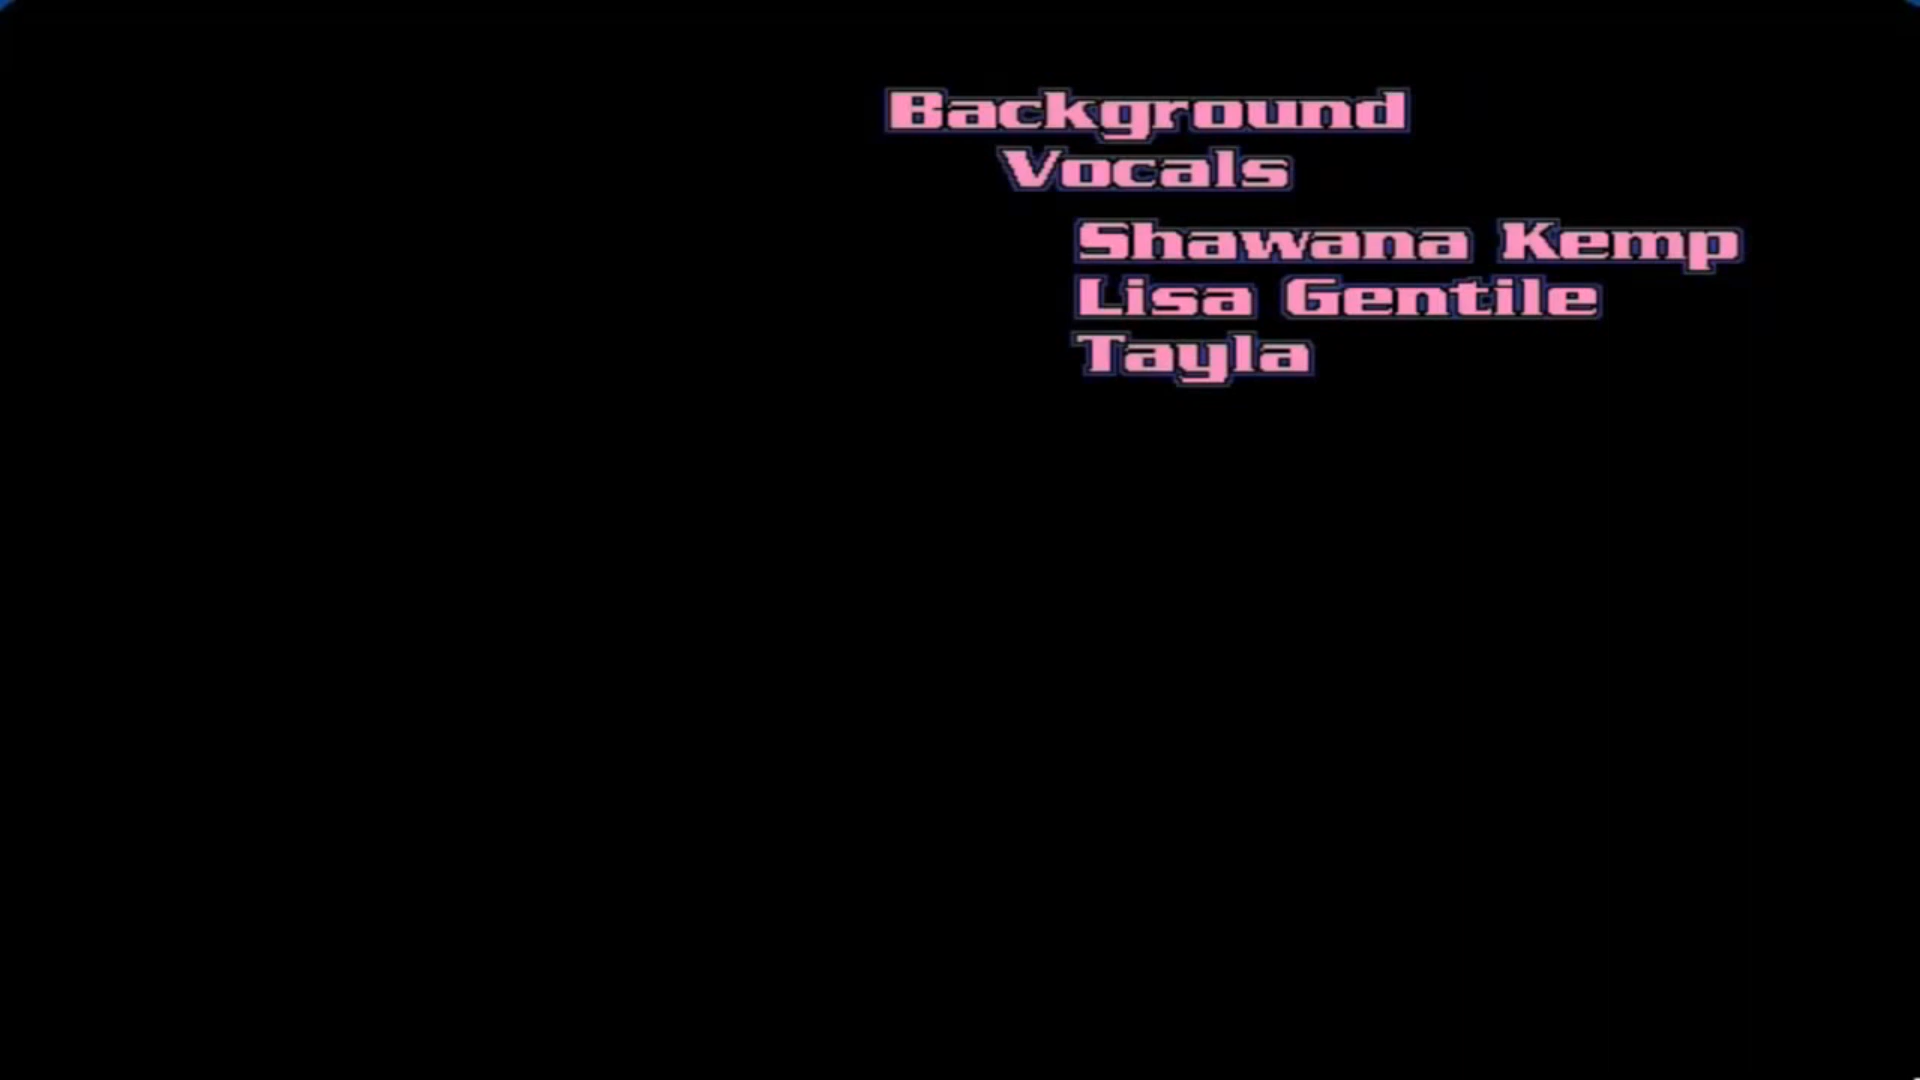 Background
Vocals
Shawana Kemp
Lisa Gentile
Tayla